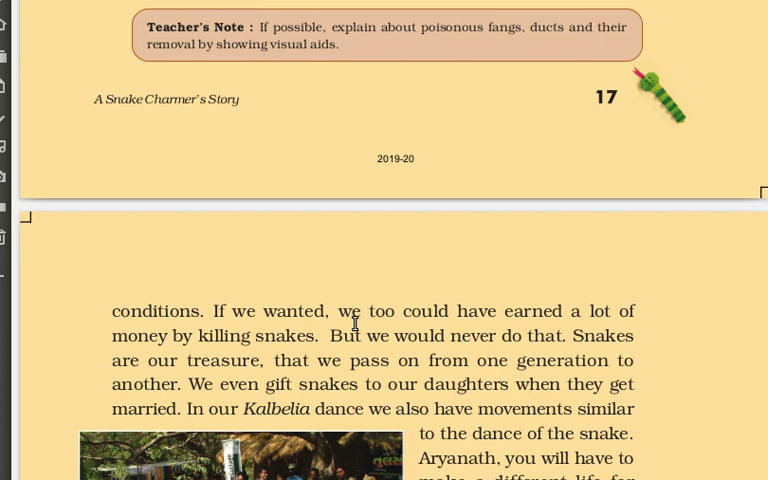 Teacher's Note : If possible, explain about poisonous fangs, ducts and their
removal by showing visual aids.
A Snake Charmer's Story
17
2019-20
conditions. If we wanted, we too could have earned a lot of
money by killing snakes. But we would never do that. Snakes
are our treasure, that we pass on from one generation to
another. We even gift snakes to our daughters when they get
married. In our Kalbelia dance we also have movements similar
to the dance of the snake.
Aryanath, you will have to
make a different life for